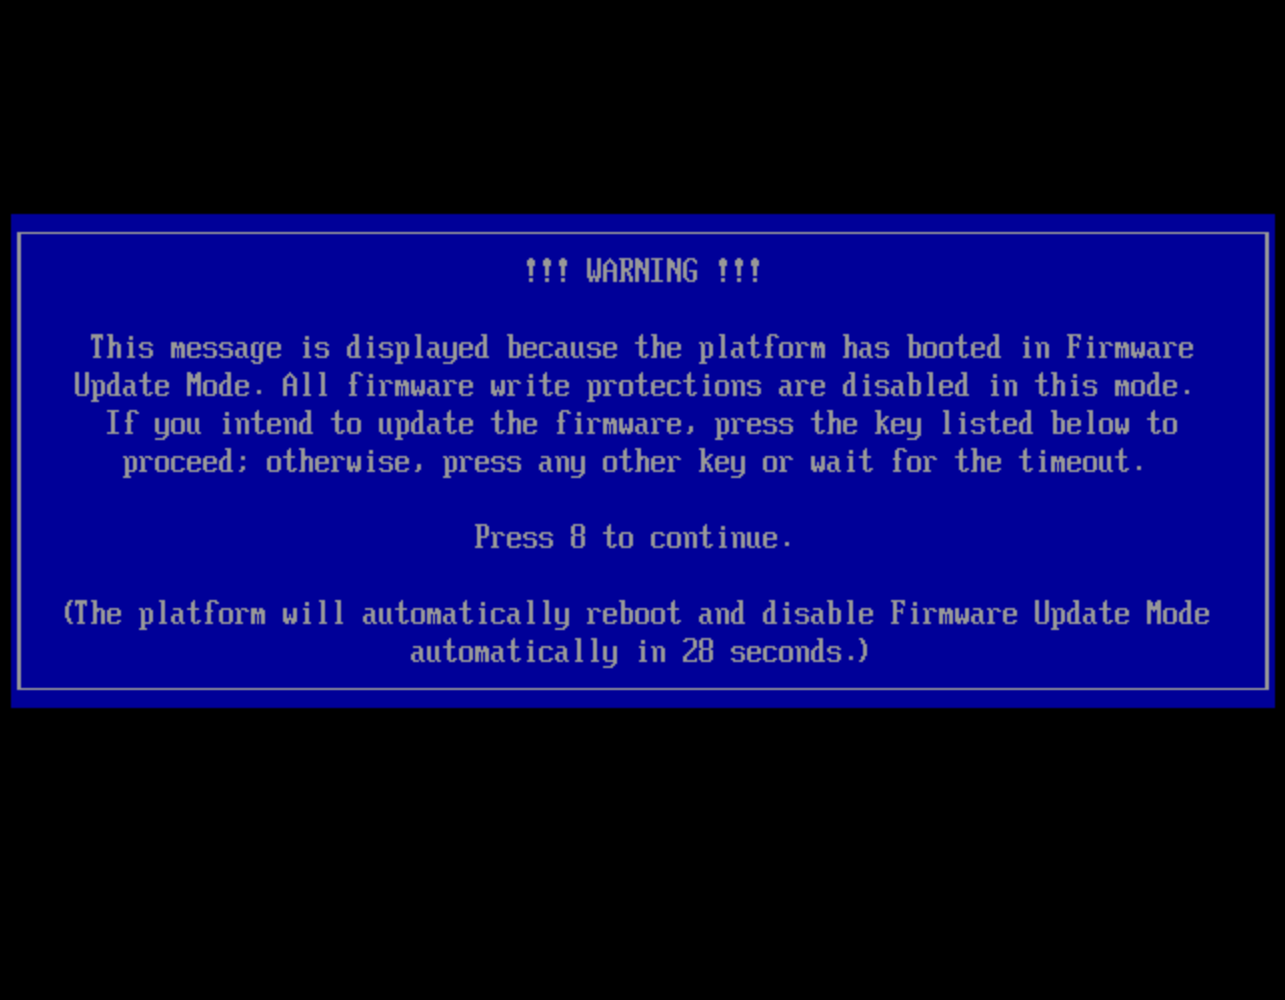 !!! WARNING !!!
This message is displayed because the platform has booted in Firmware
Update Mode. All firmware write protections are disabled in this mode.
If you intend to update the firmware, press the key listed below to
proceed; otherwise, press any other key or wait for the timeout.
Press 8 to continue.
(The platform will automatically reboot and disable Firmware Update Mode
automatically in 28 seconds.)